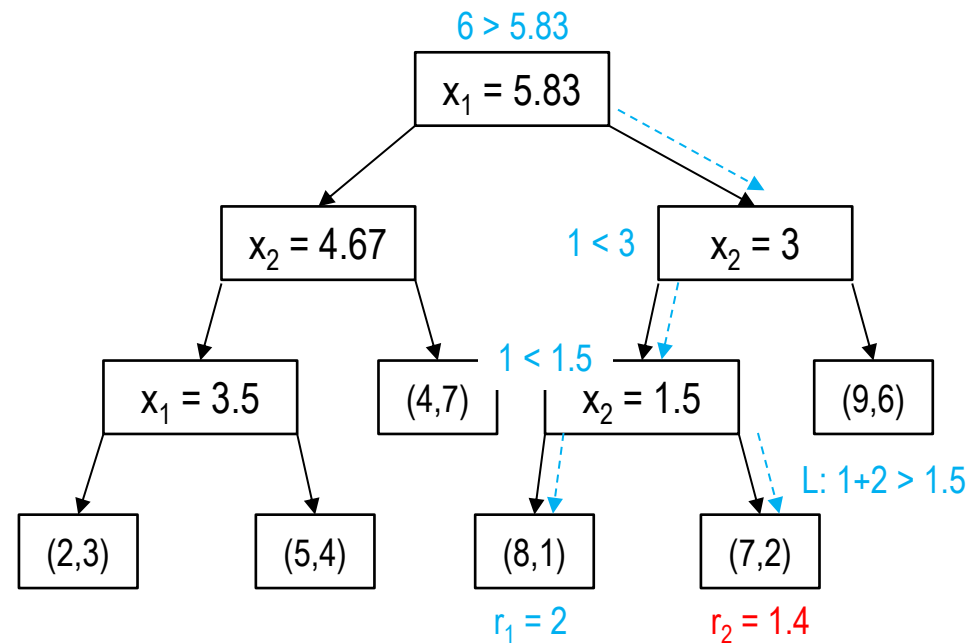 6 > 5.83
x₁ = 5.83
x₂ = 4.67
1 < 3
x₂ = 3
1 < 1.5
x₁ = 3.5
(4,7)
x₂ = 1.5
(9,6)
L: 1+2 > 1.5
(2,3)
(5,4)
(8,1)
(7,2)
r₁ = 2
r₂ = 1.4